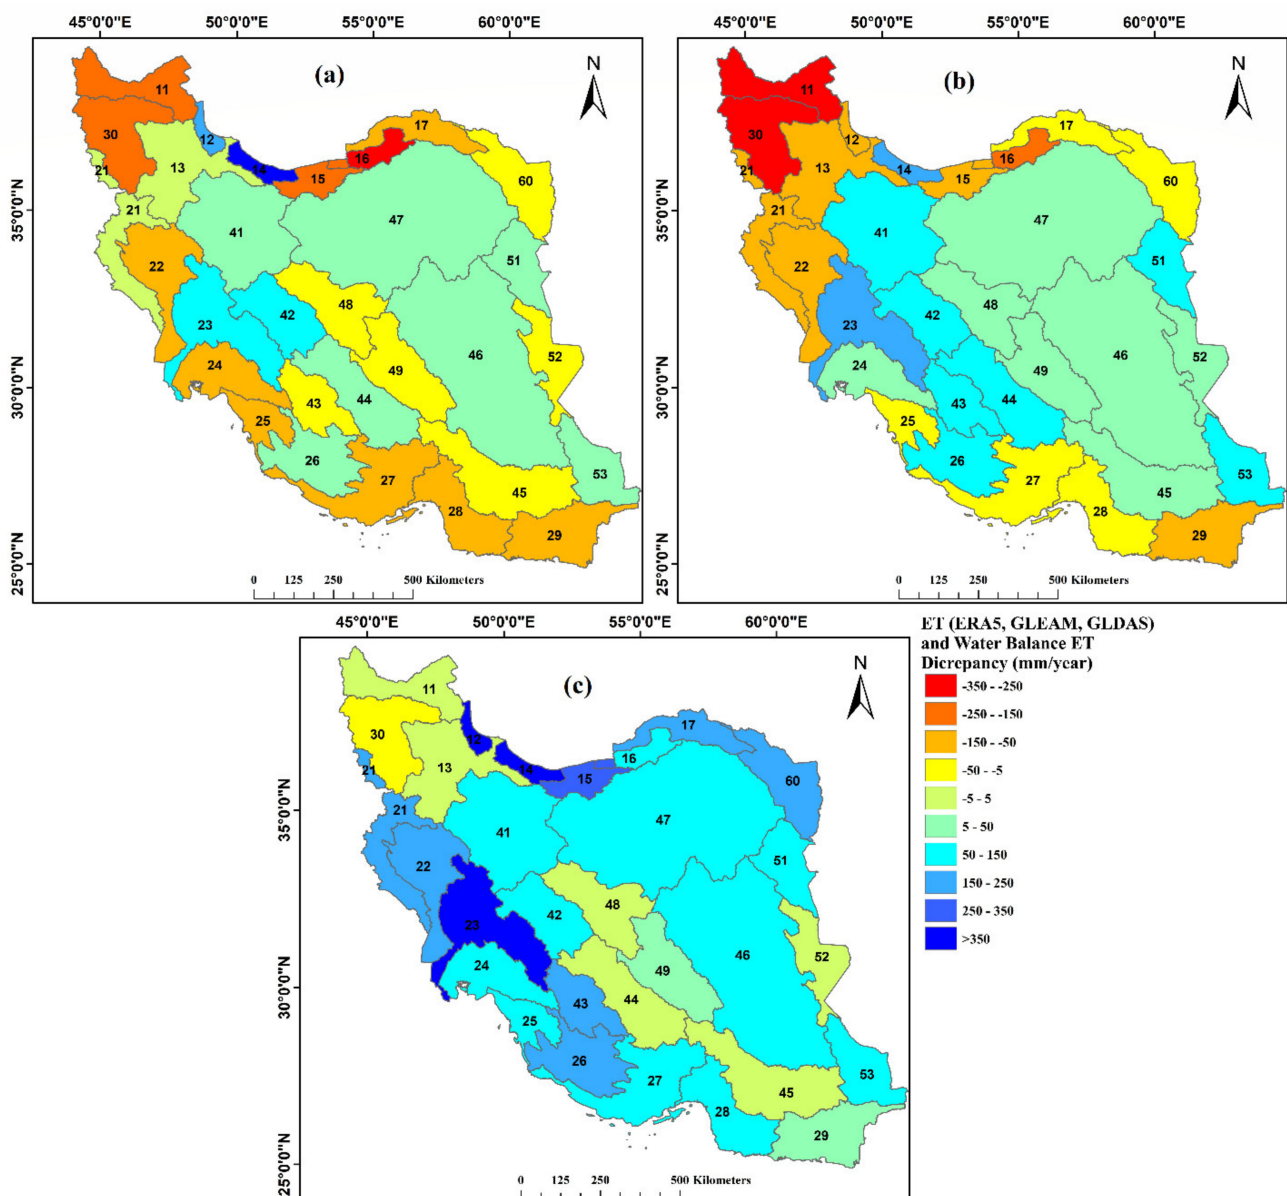 45°0'0"E 50°0'0"E 55°0'0"E 60°0'0"E
45°0'0"E 50°0'0"E 55°0'0"E 60°0'0"E
(a)
N
35°0'0"N
30°0'0"N
25°0'0"N
11
30
12
13
21
14
15
16
17
60
21
41
47
22
51
23
42
48
52
24
49
46
43
44
25
26
27
53
45
28
29
0 125 250 500 Kilometers
(b)
N
35°0'0"N
30°0'0"N
25°0'0"N
11
30
12
13
21
14
15
16
17
60
21
41
47
22
51
23
42
48
52
24
49
46
43
44
25
26
27
53
45
28
29
0 125 250 500 Kilometers
45°0'0"E 50°0'0"E 55°0'0"E 60°0'0"E
(c)
N
35°0'0"N
30°0'0"N
25°0'0"N
11
30
12
13
21
14
15
16
17
60
21
41
47
22
51
23
42
48
52
24
49
46
43
44
25
26
27
53
45
28
29
0 125 250 500 Kilometers
ET (ERA5, GLEAM, GLDAS)
and Water Balance ET
Dicrepancy (mm/year)
-350 - -250
-250 - -150
-150 - -50
-50 - -5
-5 - 5
5 - 50
50 - 150
150 - 250
250 - 350
>350